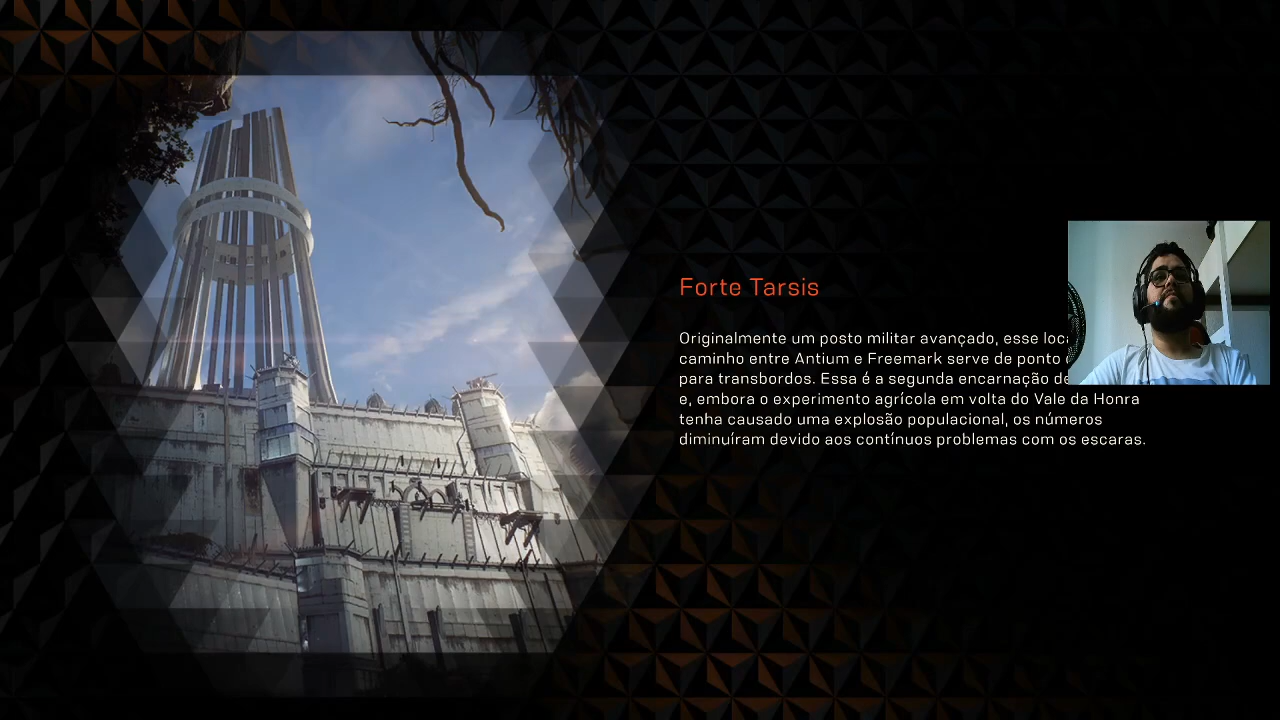 Forte Tarsis
Originalmente um posto militar avançado, esse
caminho entre Antium e Freemark serve de ponto
para transbordos. Essa é a segunda encarnação
e, embora o experimento agrícola em volta do Vale da Honra
tenha causado uma explosão populacional, os números
diminuíram devido aos contínuos problemas com os escaras.